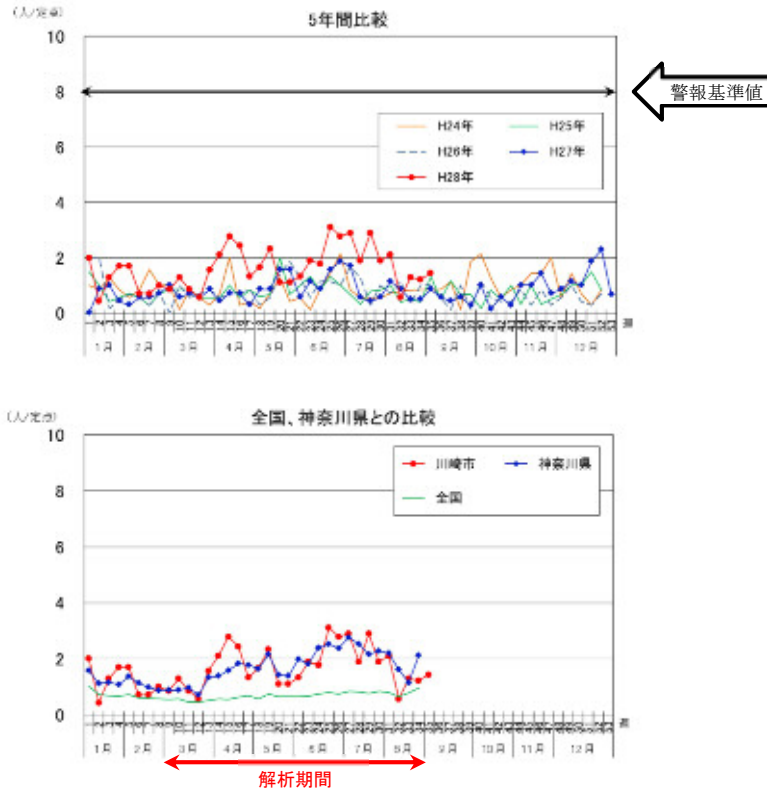 (人/定点)
5年間比較
10
8
6
4
2
0
警報基準値
H24年
H25年
H26年
H27年
H28年
1月 2月 3月 4月 5月 6月 7月 8月 9月 10月 11月 12月
週
(人/定点)
全国、神奈川県との比較
10
8
6
4
2
0
川崎市
神奈川県
全国
1月 2月 3月 4月 5月 6月 7月 8月 9月 10月 11月 12月
週
解析期間